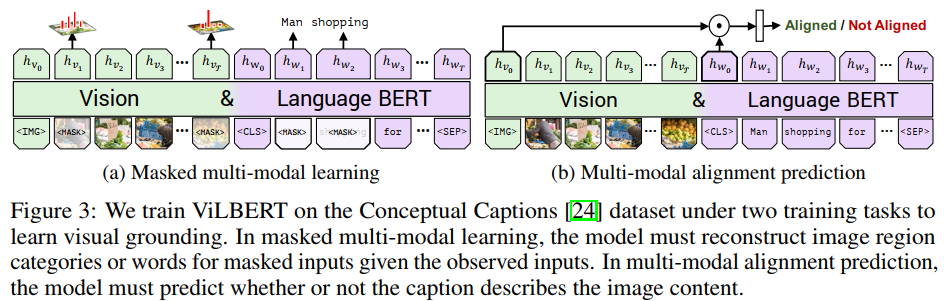 Man shopping
h_{v_0} h_{v_1} h_{v_2} h_{v_3} ••• h_{v_𝒯} h_{w_0} h_{w_1} h_{w_2} h_{w_3} ••• h_{w_T}
Vision & Language BERT
<IMG> <MASK> ••• <MASK> <CLS> <MASK> <MASK> for ••• <SEP>
(a) Masked multi-modal learning
Aligned / Not Aligned
h_{v_0} h_{v_1} h_{v_2} h_{v_3} ••• h_{v_𝒯} h_{w_0} h_{w_1} h_{w_2} h_{w_3} ••• h_{w_T}
Vision & Language BERT
<IMG> ••• <CLS> Man shopping for ••• <SEP>
(b) Multi-modal alignment prediction
Figure 3: We train ViLBERT on the Conceptual Captions [24] dataset under two training tasks to
learn visual grounding. In masked multi-modal learning, the model must reconstruct image region
categories or words for masked inputs given the observed inputs. In multi-modal alignment prediction,
the model must predict whether or not the caption describes the image content.